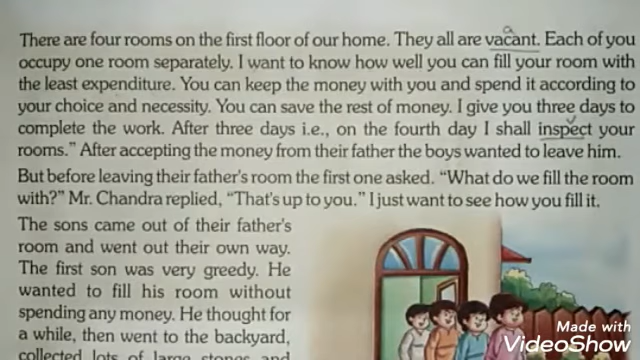 There are four rooms on the first floor of our home. They all are vacant. Each of you
occupy one room separately. I want to know how well you can fill your room with
the least expenditure. You can keep the money with you and spend it according to
your choice and necessity. You can save the rest of money. I give you three days to
complete the work. After three days i.e., on the fourth day I shall inspect your
rooms." After accepting the money from their father the boys wanted to leave him.
But before leaving their father's room the first one asked. "What do we fill the room
with?" Mr. Chandra replied, "That's up to you." I just want to see how you fill it.
The sons came out of their father's
room and went out their own way.
The first son was very greedy. He
wanted to fill his room without
spending any money. He thought for
a while, then went to the backyard,
collected lots of large stones and
Made with
VideoShow